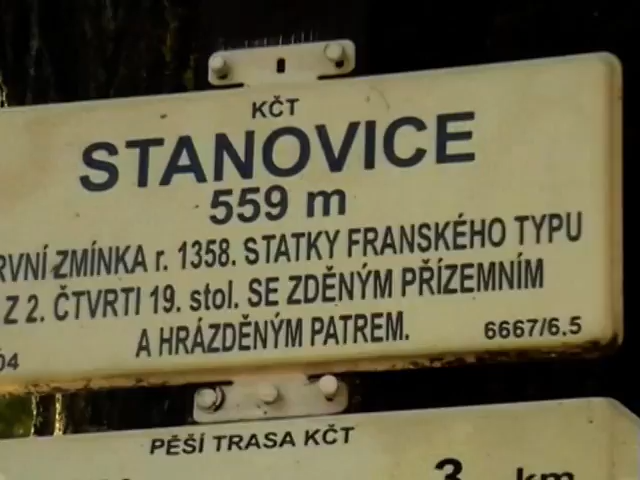 KČT
STANOVICE
559 m
RVNÍ ZMÍNKA r. 1358. STATKY FRANSKÉHO TYPU
Z 2. ČTVRTI 19. stol. SE ZDĚNÝM PŘÍZEMNÍM
A HRÁZDĚNÝM PATREM.
04 6667/6.5
PĚŠÍ TRASA KČT
3 km